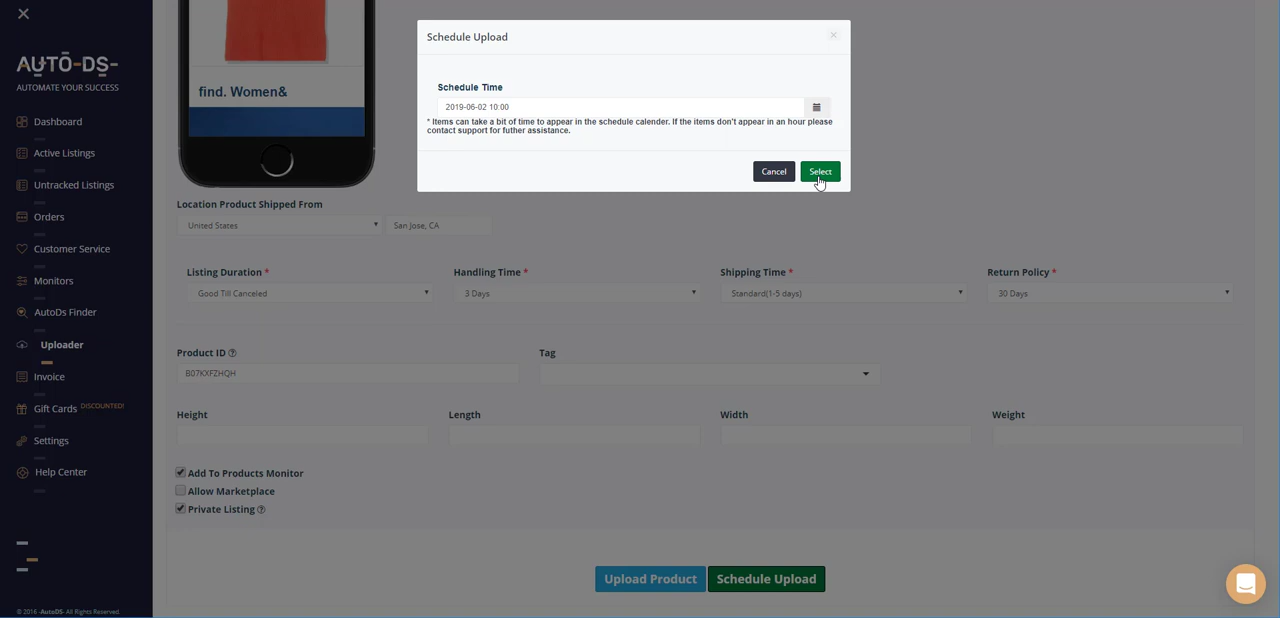 AUTODS
AUTOMATE YOUR SUCCESS
Dashboard
Active Listings
Untracked Listings
Orders
Customer Service
Monitors
AutoDs Finder
Uploader
Invoice
Gift Cards DISCOUNTED!
Settings
Help Center
© 2016 -AutoDS- All Rights Reserved.
find. Women&
Schedule Upload
×
Schedule Time
2019-06-02 10:00
* Items can take a bit of time to appear in the schedule calender. If the items don't appear in an hour please
contact support for futher assistance.
Cancel
Select
Location Product Shipped From
United States
San Jose, CA
Listing Duration * Handling Time * Shipping Time * Return Policy *
Good Till Canceled 3 Days Standard(1-5 days) 30 Days
Product ID Tag
B07KXFZHQH
Height Length Width Weight
Add To Products Monitor
Allow Marketplace
Private Listing
Upload Product Schedule Upload